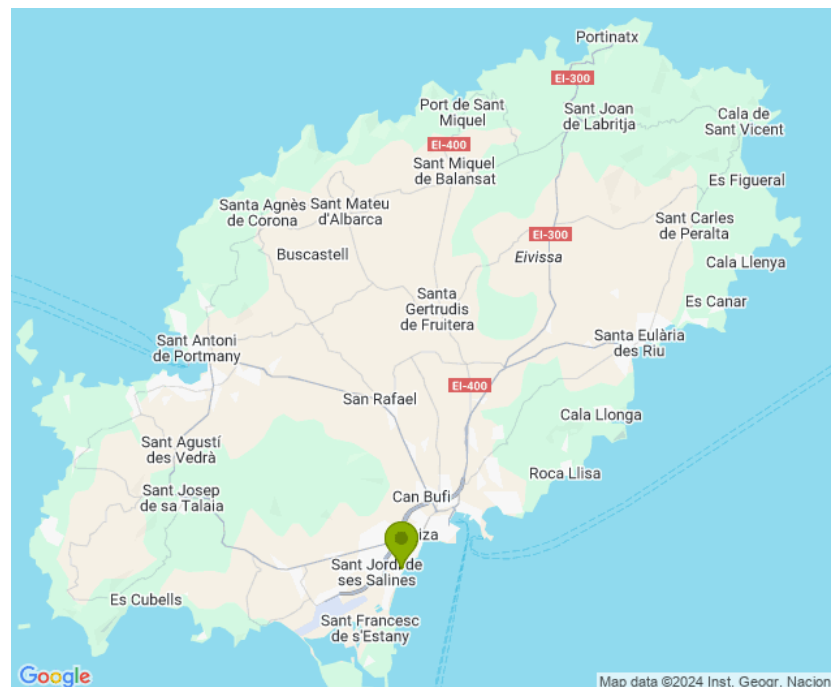 Portinatx
EI-300
Port de Sant
Miquel
Sant Joan
de Labritja
Cala de
Sant Vicent
EI-400
Sant Miquel
de Balansat
Es Figueral
Santa Agnès
de Corona
Sant Mateu
d'Albarca
Sant Carles
de Peralta
EI-300
Buscastell
Eivissa
Cala Llenya
Santa
Gertrudis
de Fruitera
Es Canar
Sant Antoni
de Portmany
Santa Eulària
des Riu
EI-400
San Rafael
Cala Llonga
Sant Agustí
des Vedrà
Roca Llisa
Sant Josep
de sa Talaia
Can Bufi
iza
Sant Jordi de
ses Salines
Es Cubells
Sant Francesc
de s'Estany
Google
Map data ©2024 Inst. Geogr. Nacion